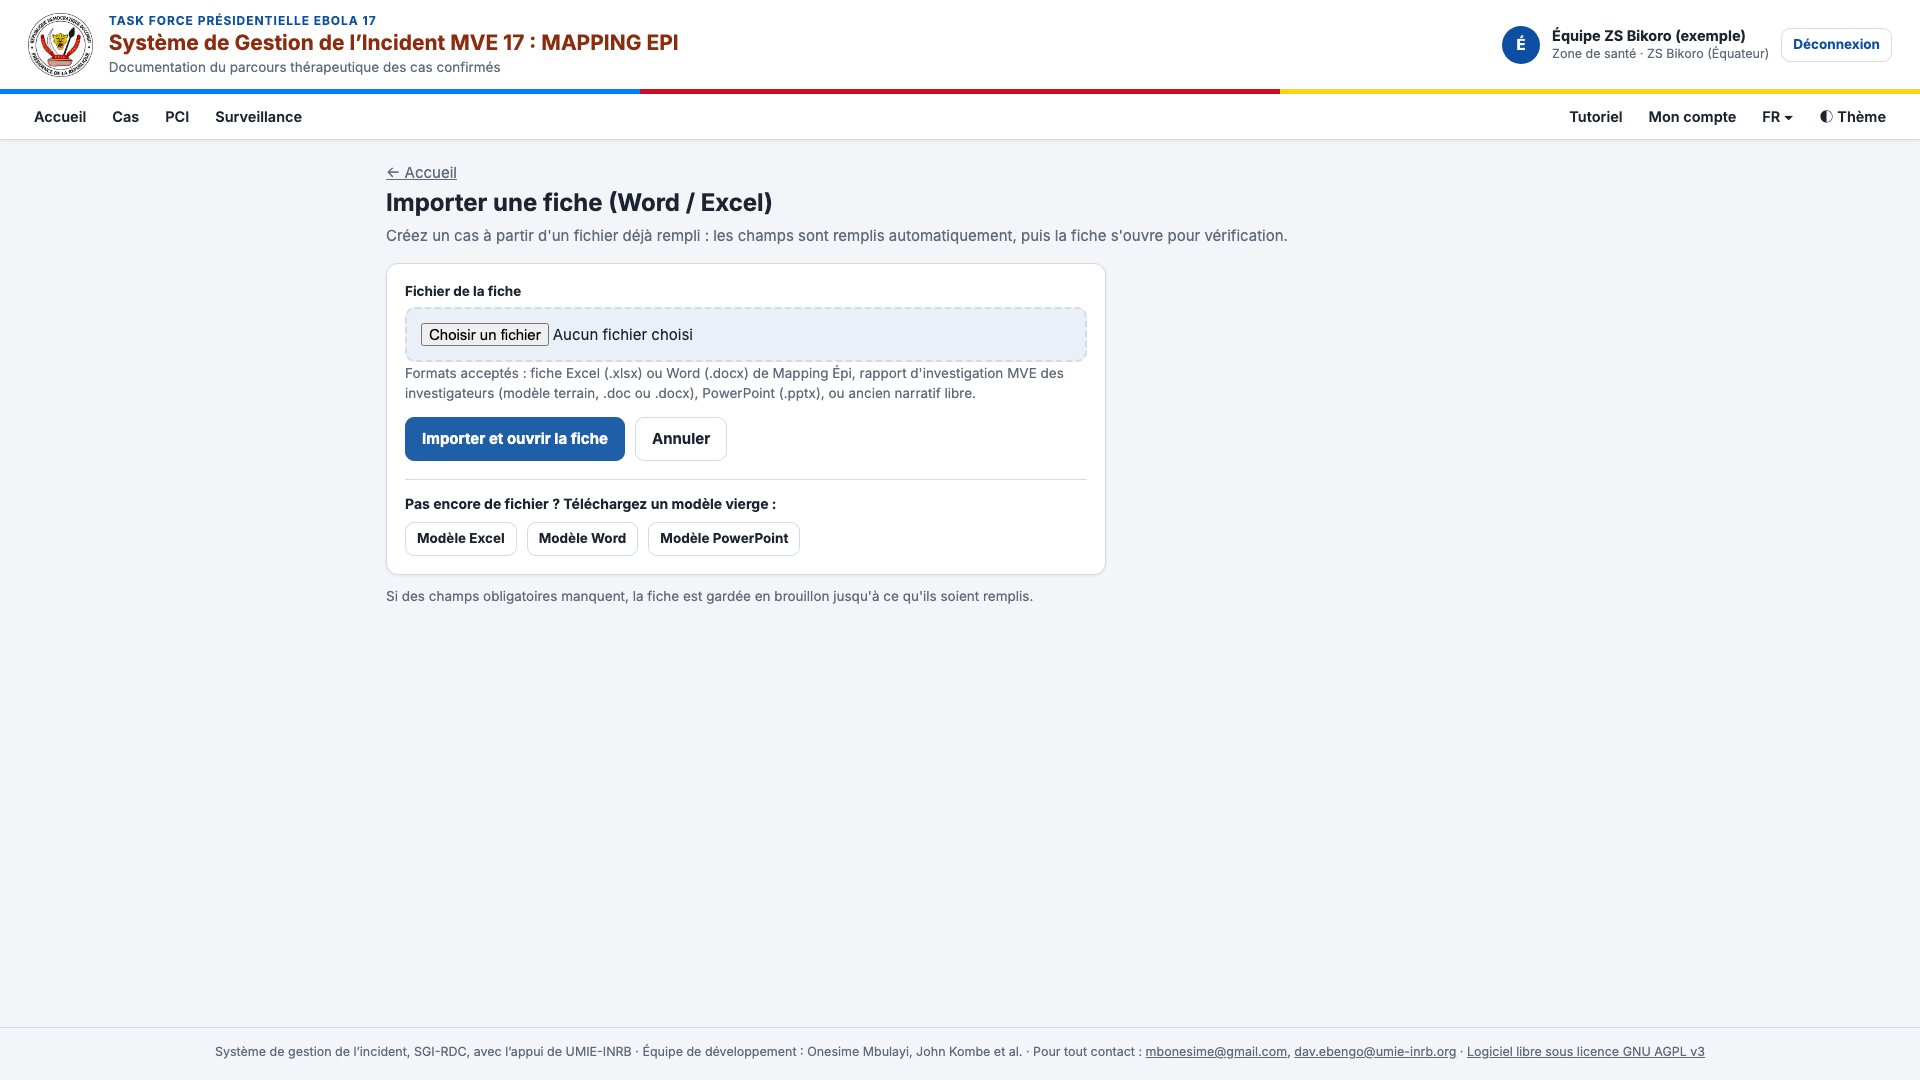 TASK FORCE PRÉSIDENTIELLE EBOLA 17
Système de Gestion de l’Incident MVE 17 : MAPPING EPI
Documentation du parcours thérapeutique des cas confirmés
É
Équipe ZS Bikoro (exemple)
Zone de santé · ZS Bikoro (Équateur)
Déconnexion
Accueil
Cas
PCI
Surveillance
Tutoriel
Mon compte
FR
Thème
← Accueil
Importer une fiche (Word / Excel)
Créez un cas à partir d'un fichier déjà rempli : les champs sont remplis automatiquement, puis la fiche s'ouvre pour vérification.
Fichier de la fiche
Choisir un fichier Aucun fichier choisi
Formats acceptés : fiche Excel (.xlsx) ou Word (.docx) de Mapping Épi, rapport d'investigation MVE des
investigateurs (modèle terrain, .doc ou .docx), PowerPoint (.pptx), ou ancien narratif libre.
Importer et ouvrir la fiche
Annuler
Pas encore de fichier ? Téléchargez un modèle vierge :
Modèle Excel
Modèle Word
Modèle PowerPoint
Si des champs obligatoires manquent, la fiche est gardée en brouillon jusqu'à ce qu'ils soient remplis.
Système de gestion de l’incident, SGI-RDC, avec l’appui de UMIE-INRB · Équipe de développement : Onesime Mbulayi, John Kombe et al. · Pour tout contact : mbonesime@gmail.com, dav.ebengo@umie-inrb.org · Logiciel libre sous licence GNU AGPL v3